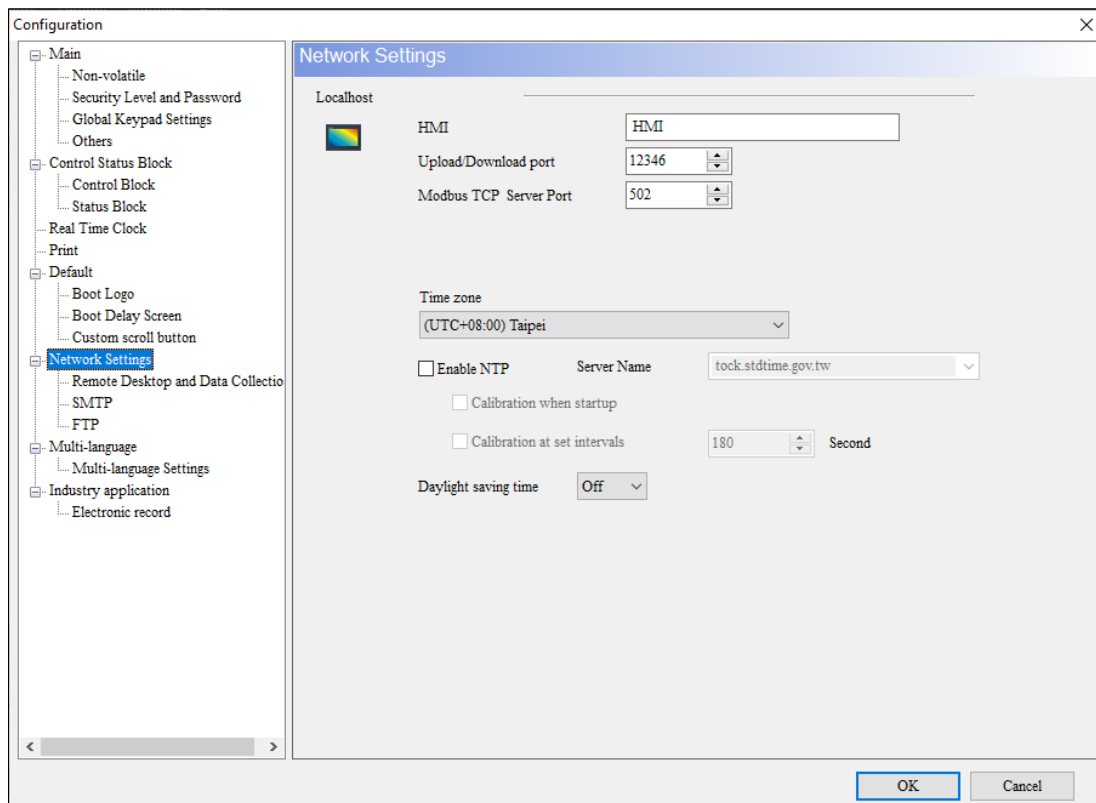 Configuration
Main
Non-volatile
Security Level and Password
Global Keypad Settings
Others
Control Status Block
Control Block
Status Block
Real Time Clock
Print
Default
Boot Logo
Boot Delay Screen
Custom scroll button
Network Settings
Remote Desktop and Data Collectio
SMTP
FTP
Multi-language
Multi-language Settings
Industry application
Electronic record
Network Settings
Localhost
HMI HMI
Upload/Download port 12346
Modbus TCP Server Port 502
Time zone
(UTC+08:00) Taipei
Enable NTP Server Name tock.stdtime.gov.tw
Calibration when startup
Calibration at set intervals 180 Second
Daylight saving time Off
OK Cancel